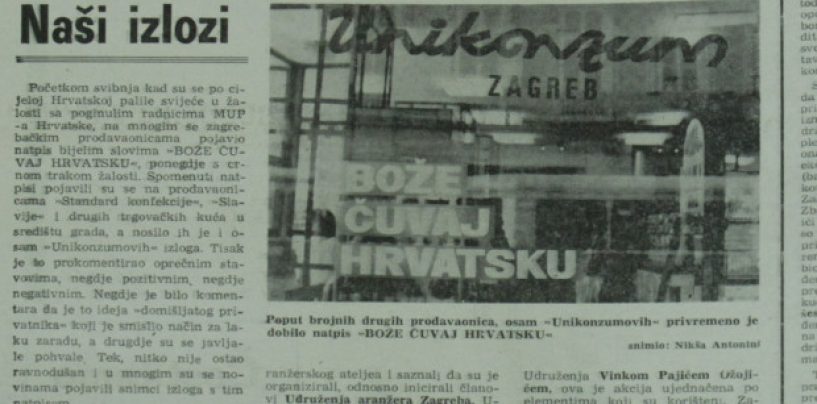 Naši izlozi
Početkom svibnja kad su se po ci-
jeloj Hrvatskoj palile svijeće u ža-
losti sa poginulim radnicima MUP
-a Hrvatske, na mnogim se zagre-
bačkim prodavaonicama pojavio
natpis bijelim slovima »BOŽE ČU-
VAJ HRVATSKU«, ponegdje s cr-
nom trakom žalosti. Spomenuti nat-
pisi pojavili su se na prodavaoni-
cama »Standard konfekcije«, »Sla-
vije« i drugih trgovačkih kuća u
središtu grada, a nosilo ih je i o-
sam »Unikonzumovih« izloga. Tisak
je to prokomentirao oprečnim sta-
vovima, negdje pozitivnim, negdje
negativnim. Negdje je bilo komen-
tara da je to ideja »domišljatog pri-
vatnika« koji je smislio način za la-
ku zaradu, a drugdje su se javlja-
le pohvale. Tek, nitko nije ostao
ravnodušan i u mnogim su se no-
vinama pojavili snimci izloga s tim
natpisom
Unikonzum
ZAGREB
BOŽE
ČUVAJ
HRVATSKU
Poput brojnih drugih prodavaonica, osam »Unikonzumovih« privremeno je
dobilo natpis »BOŽE ČUVAJ HRVATSKU«
snimio: Nikša Antonini
ranžerskog ateljea i saznali da su je
organizirali, odnosno inicirali člano-
vi Udruženja aranžera Zagreba. U-
Udruženja Vinkom Pajićem (Žoji-
ćem, ova je akcija ujednačena po
elementima koji su korišteni. Za-